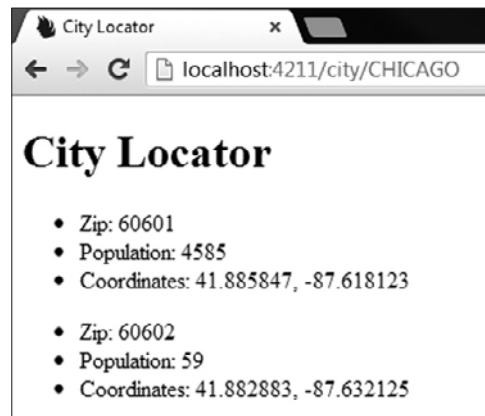 City Locator
localhost:4211/city/CHICAGO
City Locator
Zip: 60601
Population: 4585
Coordinates: 41.885847, -87.618123
Zip: 60602
Population: 59
Coordinates: 41.882883, -87.632125